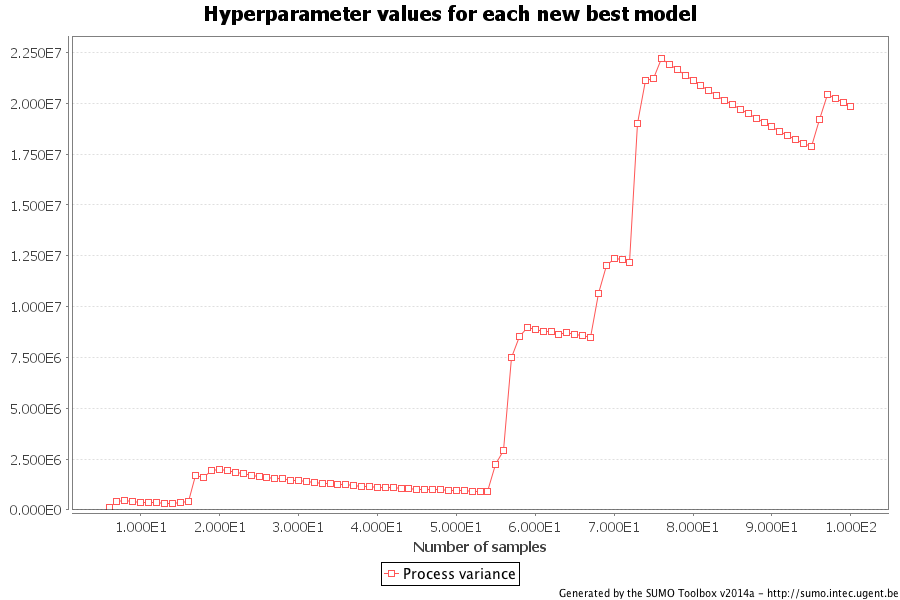 Hyperparameter values for each new best model
2.250E7
2.000E7
1.750E7
1.500E7
1.250E7
1.000E7
7.500E6
5.000E6
2.500E6
0.000E0
1.000E1 2.000E1 3.000E1 4.000E1 5.000E1 6.000E1 7.000E1 8.000E1 9.000E1 1.000E2
Number of samples
Process variance
Generated by the SUMO Toolbox v2014a - http://sumo.intec.ugent.be